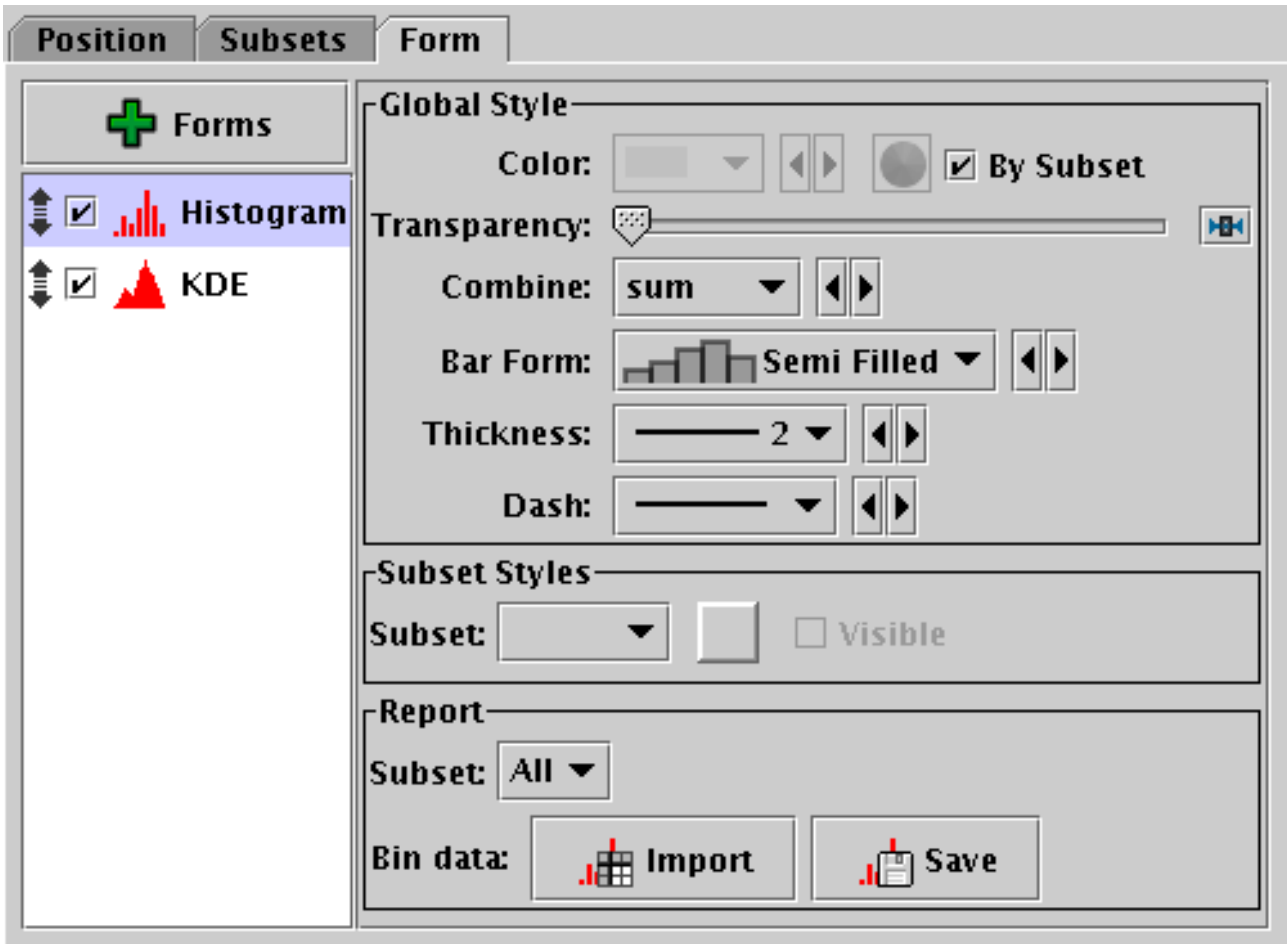 Position Subsets Form
Forms
Histogram
KDE
Global Style
Color: By Subset
Transparency:
Combine: sum
Bar Form: Semi Filled
Thickness: 2
Dash:
Subset Styles
Subset: Visible
Report
Subset: All
Bin data: Import Save